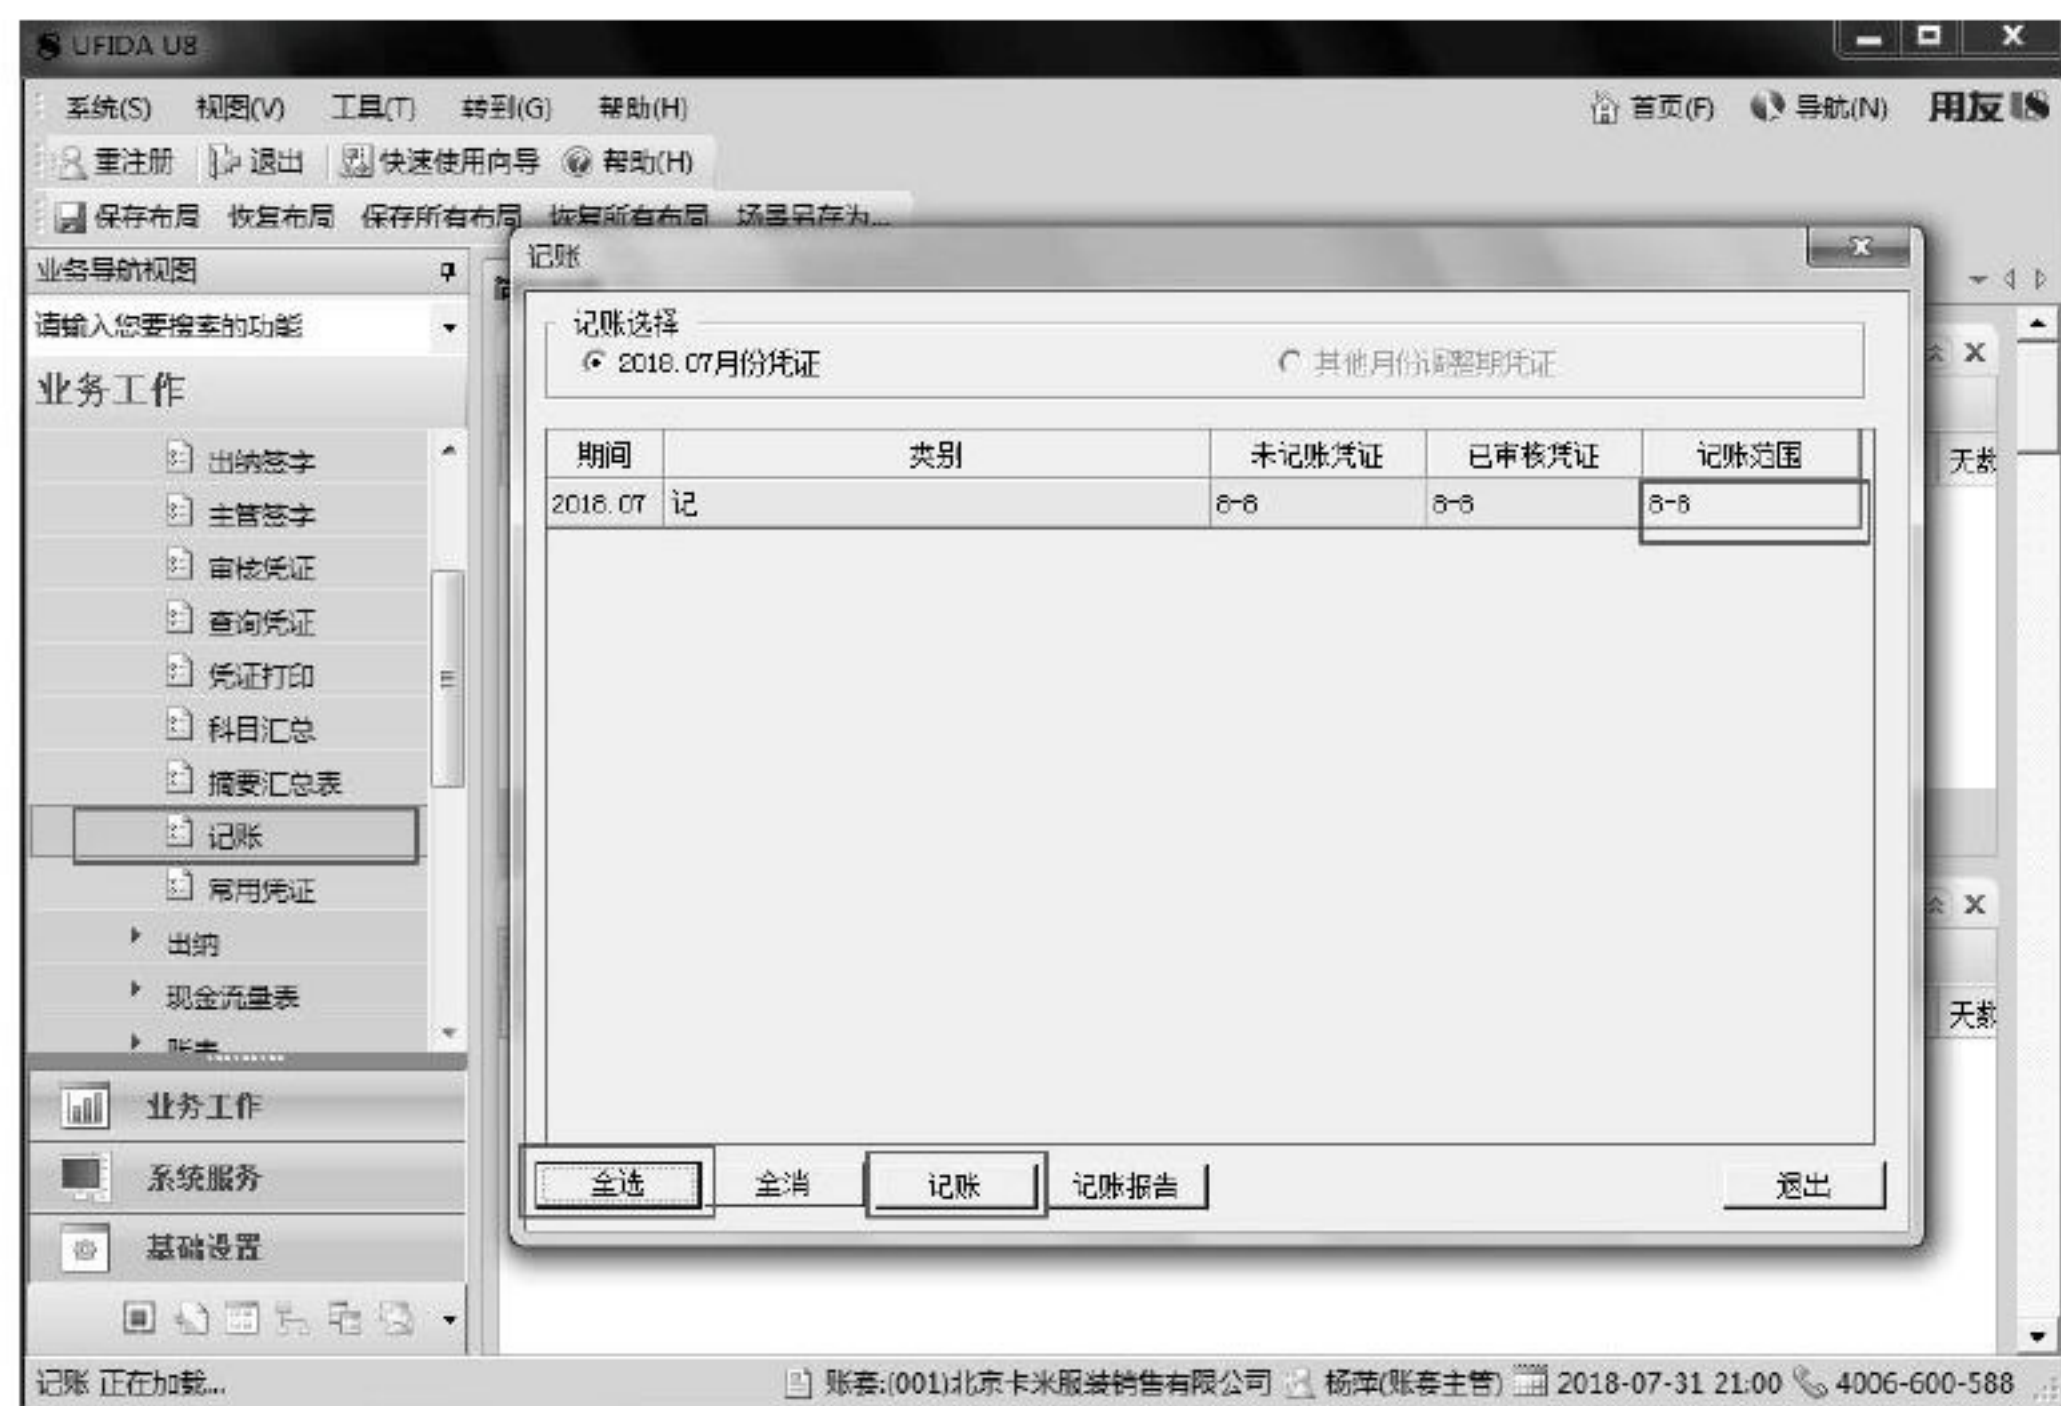 UFIDA U8
系统(S) 视图(V) 工具(T) 转到(G) 帮助(H) 首页(F) 导航(N) 用友U8
重注册 退出 快速使用向导 帮助(H)
保存布局 恢复布局 保存所有布局 恢复所有布局 场景另存为...
业务导航视图
请输入您要搜索的功能
业务工作
出纳签字
主管签字
审核凭证
查询凭证
凭证打印
科目汇总
摘要汇总表
记账
常用凭证
出纳
现金流量表
账表
业务工作
系统服务
基础设置
记账
记账选择
2018.07月份凭证 其他月份调整期凭证
期间 类别 未记账凭证 已审核凭证 记账范围
2018.07 记 8-8 8-8 8-8
全选 全消 记账 记账报告 退出
天数
天数
记账 正在加载... 账套:(001)北京卡米服装销售有限公司 杨萍(账套主管) 2018-07-31 21:00 4006-600-588